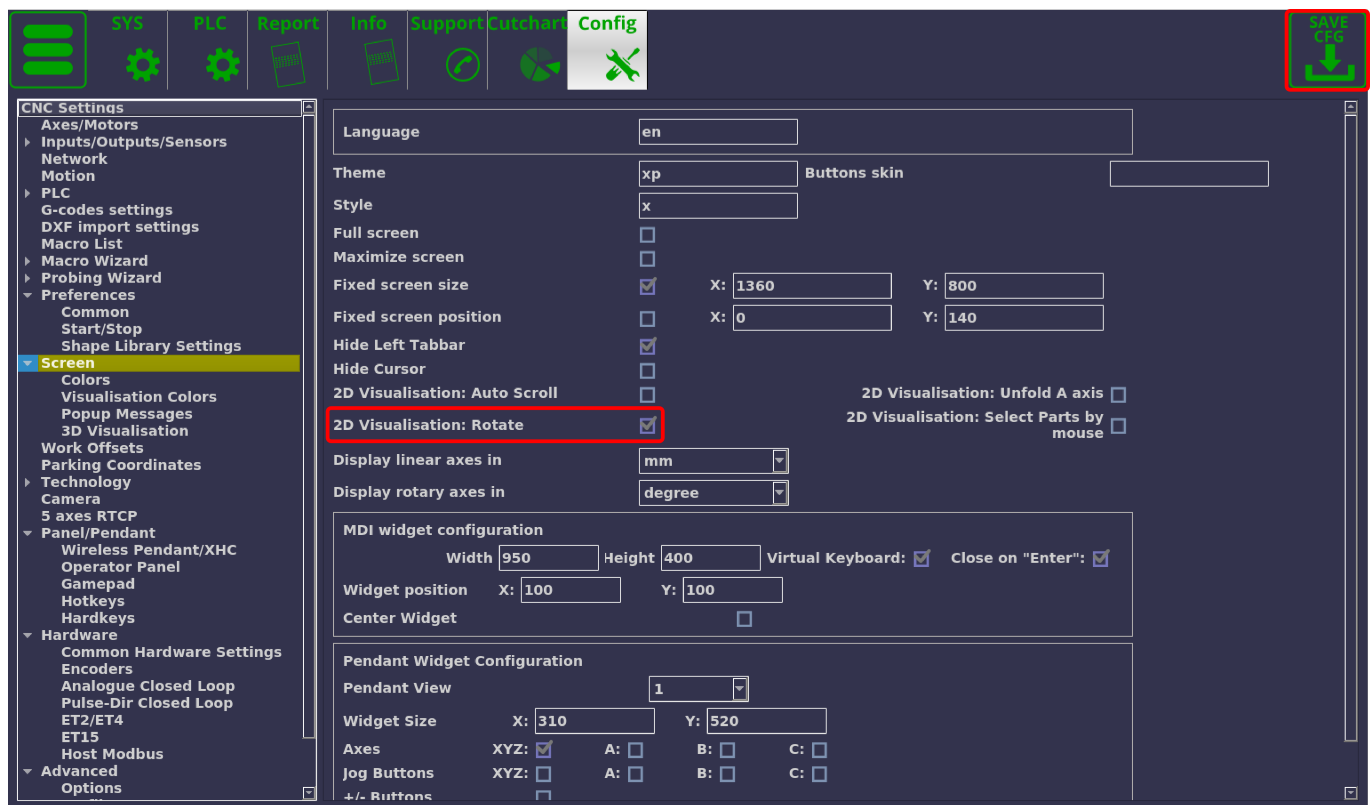 SYS PLC Report Info Support Cutchart Config
SAVE
CFG
CNC Settings
Axes/Motors
Inputs/Outputs/Sensors
Network
Motion
PLC
G-codes settings
DXF import settings
Macro List
Macro Wizard
Probing Wizard
Preferences
Common
Start/Stop
Shape Library Settings
Screen
Colors
Visualisation Colors
Popup Messages
3D Visualisation
Work Offsets
Parking Coordinates
Technology
Camera
5 axes RTCP
Panel/Pendant
Wireless Pendant/XHC
Operator Panel
Gamepad
Hotkeys
Hardkeys
Hardware
Common Hardware Settings
Encoders
Analogue Closed Loop
Pulse-Dir Closed Loop
ET2/ET4
ET15
Host Modbus
Advanced
Options
Language en
Theme xp Buttons skin
Style x
Full screen
Maximize screen
Fixed screen size X: 1360 Y: 800
Fixed screen position X: 0 Y: 140
Hide Left Tabbar
Hide Cursor
2D Visualisation: Auto Scroll 2D Visualisation: Unfold A axis
2D Visualisation: Rotate 2D Visualisation: Select Parts by
mouse
Display linear axes in mm
Display rotary axes in degree
MDI widget configuration
Width 950 Height 400 Virtual Keyboard: Close on "Enter":
Widget position X: 100 Y: 100
Center Widget
Pendant Widget Configuration
Pendant View 1
Widget Size X: 310 Y: 520
Axes XYZ: A: B: C:
Jog Buttons XYZ: A: B: C:
+/- Buttons